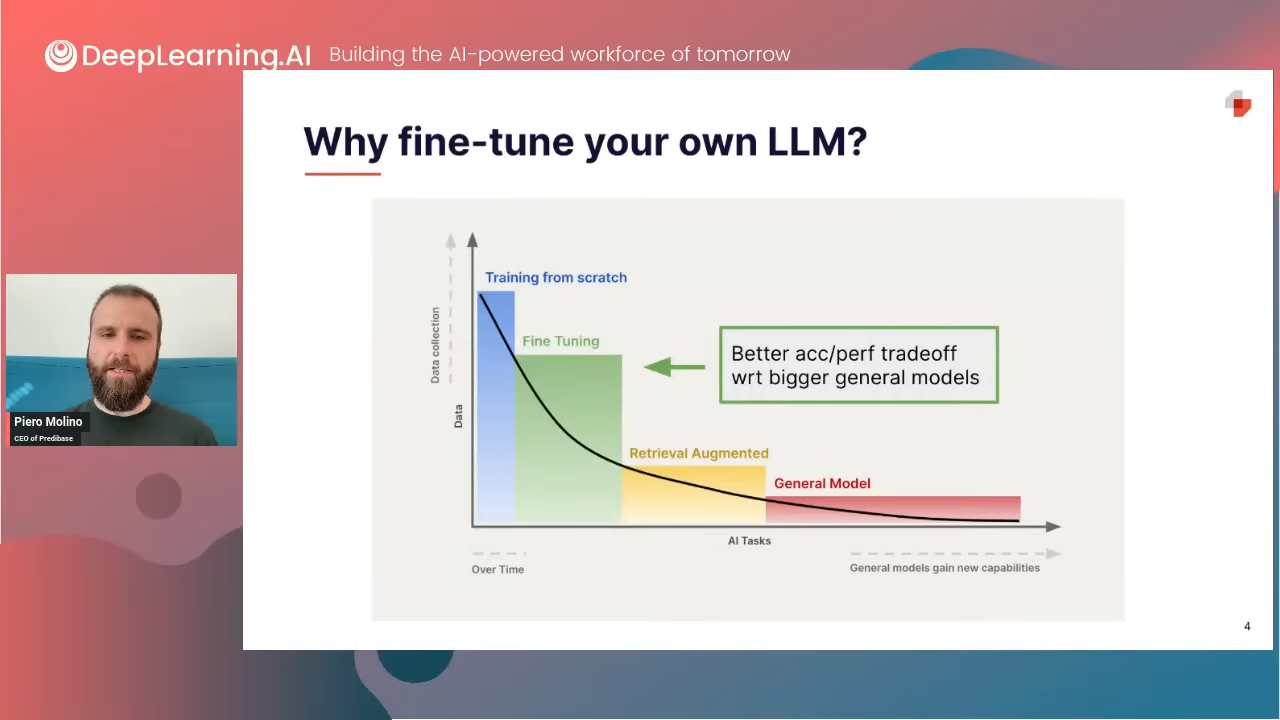 DeepLearning.AI Building the AI-powered workforce of tomorrow
Why fine-tune your own LLM?
Training from scratch
Fine Tuning
Better acc/perf tradeoff
wrt bigger general models
Data collection
Data
Retrieval Augmented
General Model
AI Tasks
Over Time
General models gain new capabilities
4
Piero Molino
CEO of Predibase